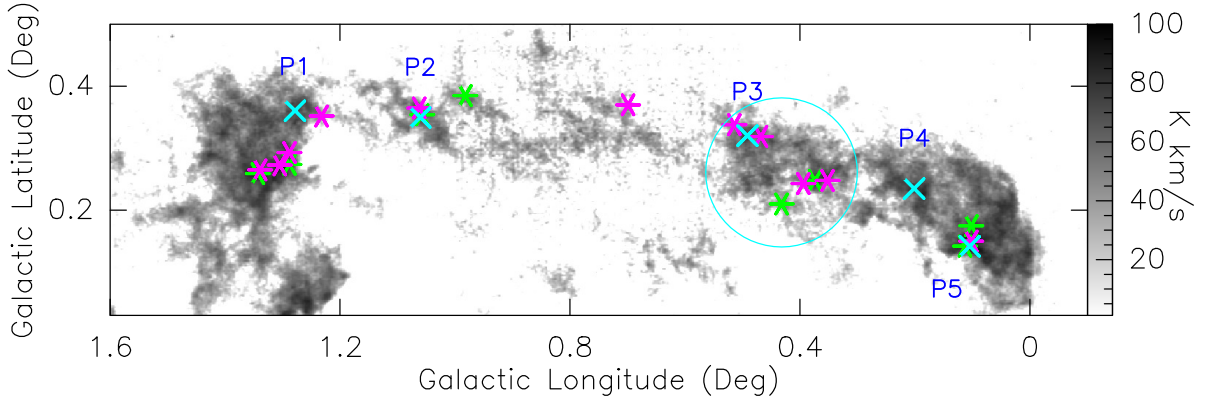 100
80
60
40
20
K km/s
Galactic Latitude (Deg)
0.4
0.2
P1
P2
P3
P4
P5
1.6
1.2
0.8
0.4
0
Galactic Longitude (Deg)